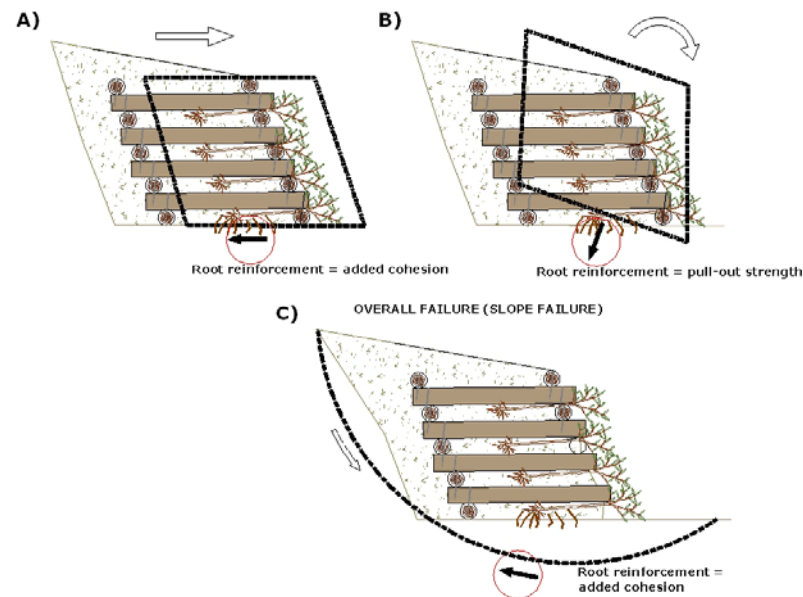 A)
B)
Root reinforcement = added cohesion
Root reinforcement = pull-out strength
C)
OVERALL FAILURE (SLOPE FAILURE)
Root reinforcement =
added cohesion